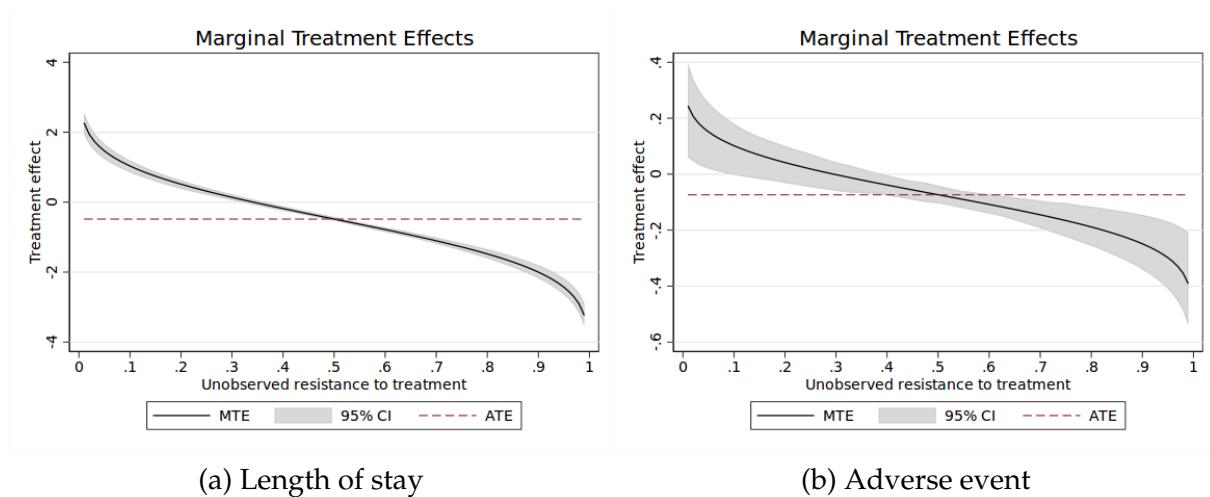 Marginal Treatment Effects
Treatment effect
4
2
0
-2
-4
0 .1 .2 .3 .4 .5 .6 .7 .8 .9 1
Unobserved resistance to treatment
MTE 95% CI ATE
(a) Length of stay
Marginal Treatment Effects
Treatment effect
.4
.2
0
-.2
-.4
-.6
0 .1 .2 .3 .4 .5 .6 .7 .8 .9 1
Unobserved resistance to treatment
MTE 95% CI ATE
(b) Adverse event